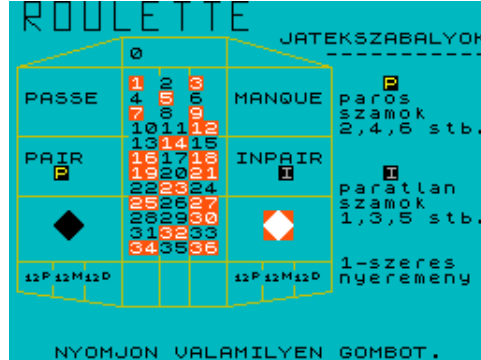 ROULETTE
JATEKSZABALYOK
0
1 2 3
PASSE
4 5 6
MANQUE
7 8 9
10 11 12
13 14 15
PAIR
16 17 18
INPAIR
P
19 20 21
I
22 23 24
25 26 27
28 29 30
31 32 33
34 35 36
12P 12M 12D
12P 12M 12D
P
paros
szamok
2,4,6 stb.
I
paratlan
szamok
1,3,5 stb.
1-szeres
nyeremeny
NYOMJON VALAMILYEN GOMBOT.